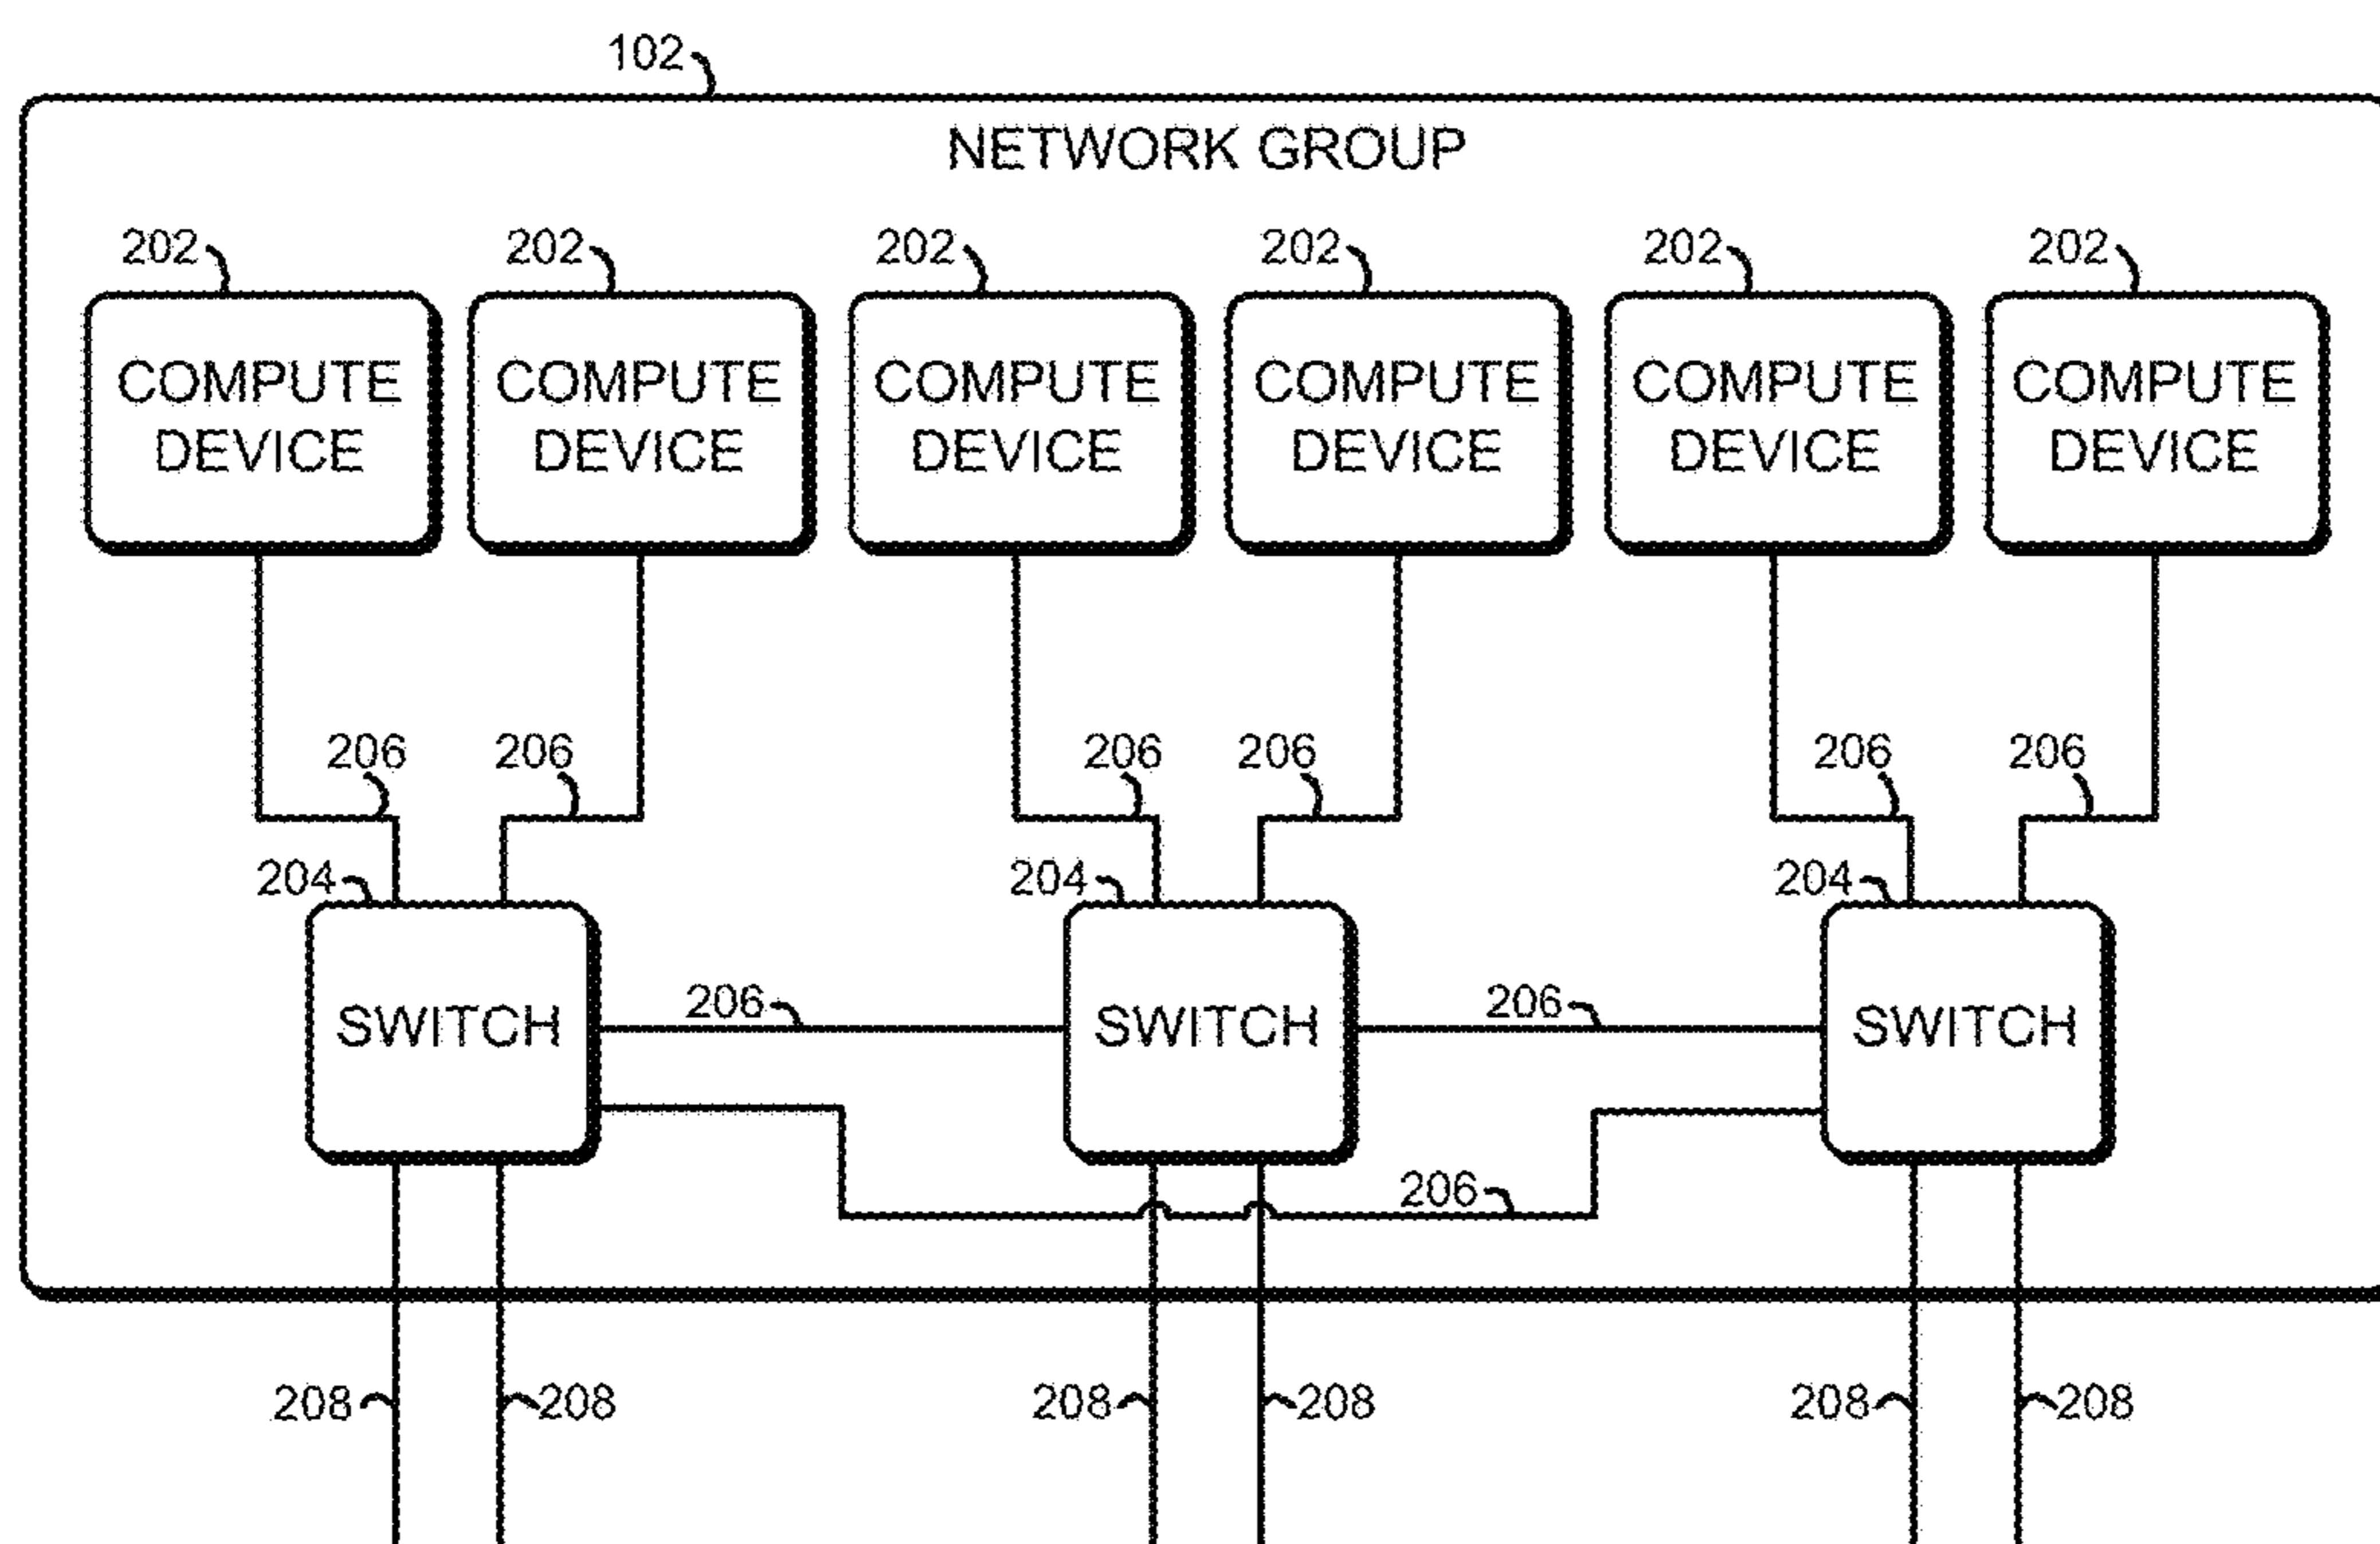 102
NETWORK GROUP
202 202 202 202 202 202
COMPUTE COMPUTE COMPUTE COMPUTE COMPUTE COMPUTE
DEVICE DEVICE DEVICE DEVICE DEVICE DEVICE
206 206 206 206 206 206
204 204 204
206 206
SWITCH SWITCH SWITCH
206
208 208 208 208 208 208